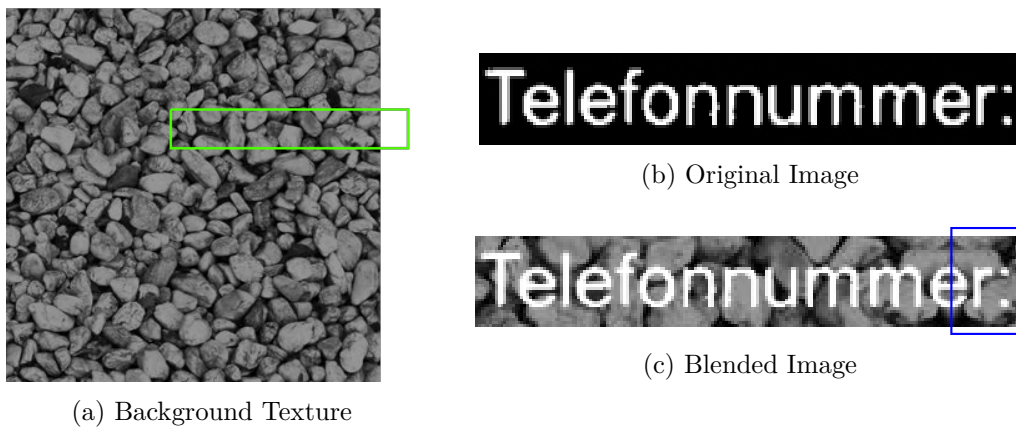 Telefonnummer:
(b) Original Image
Telefonnummer:
(c) Blended Image
(a) Background Texture